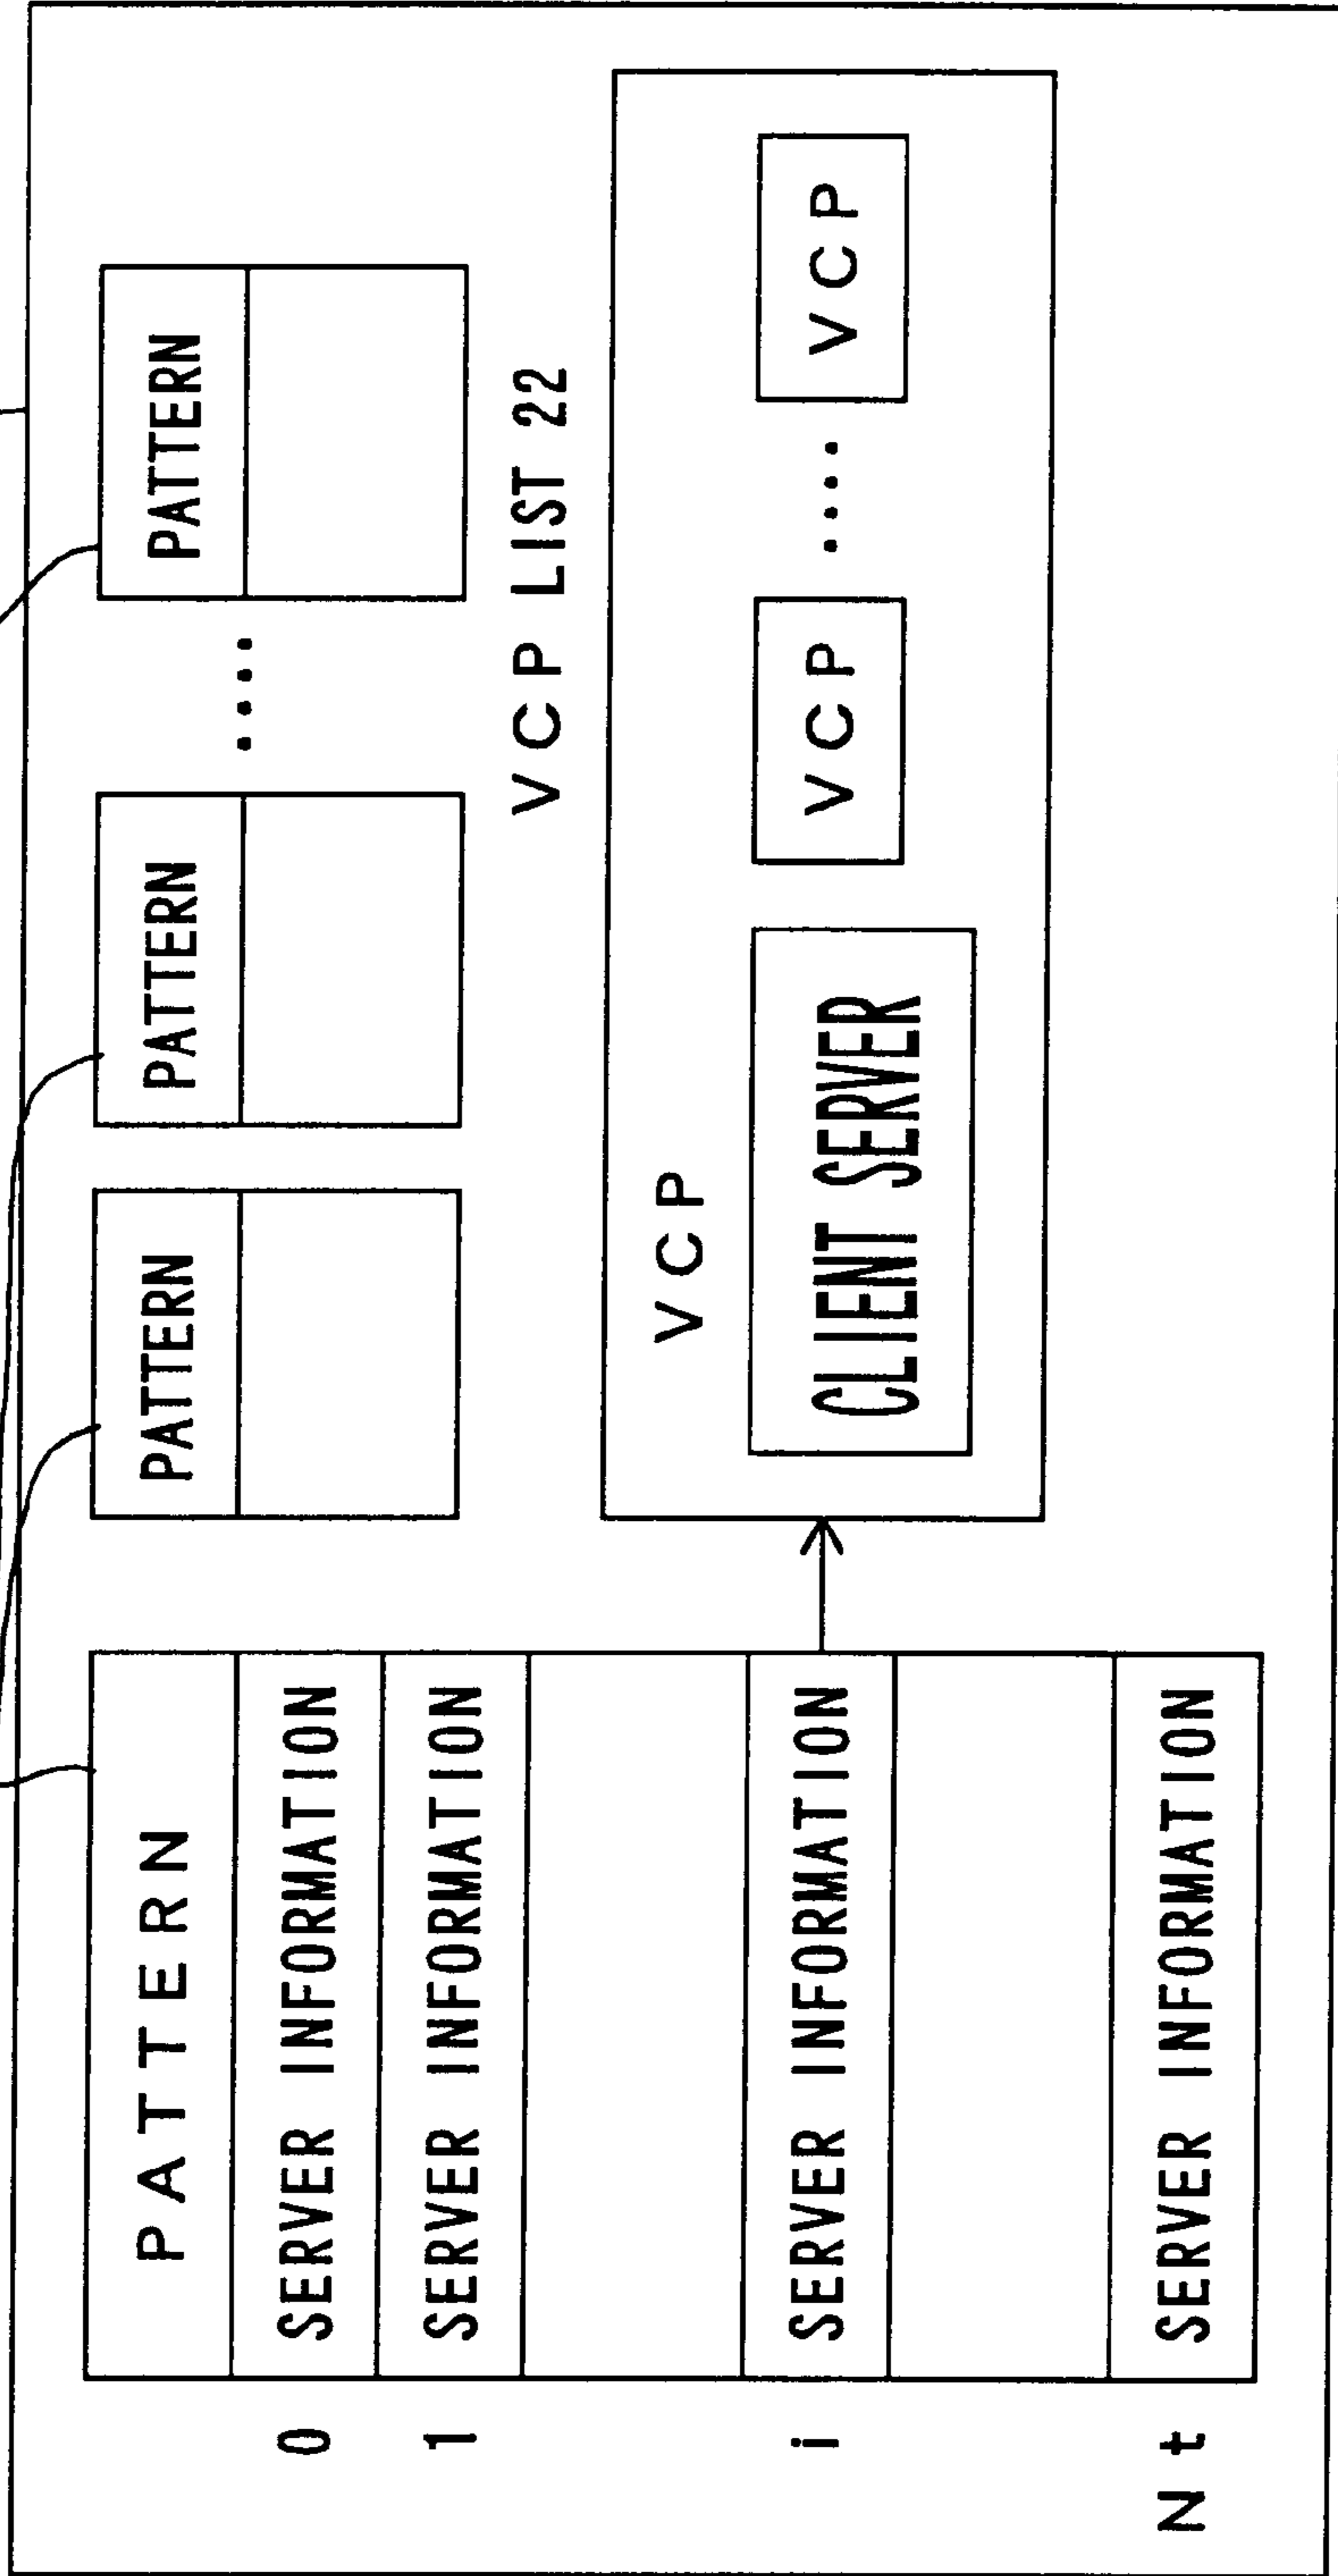 PATTERN
PATTERN
PATTERN
PATTERN
0 SERVER INFORMATION
1 SERVER INFORMATION
VCP LIST 22
VCP
i SERVER INFORMATION
CLIENT SERVER
VCP
....
VCP
....
Nt SERVER INFORMATION